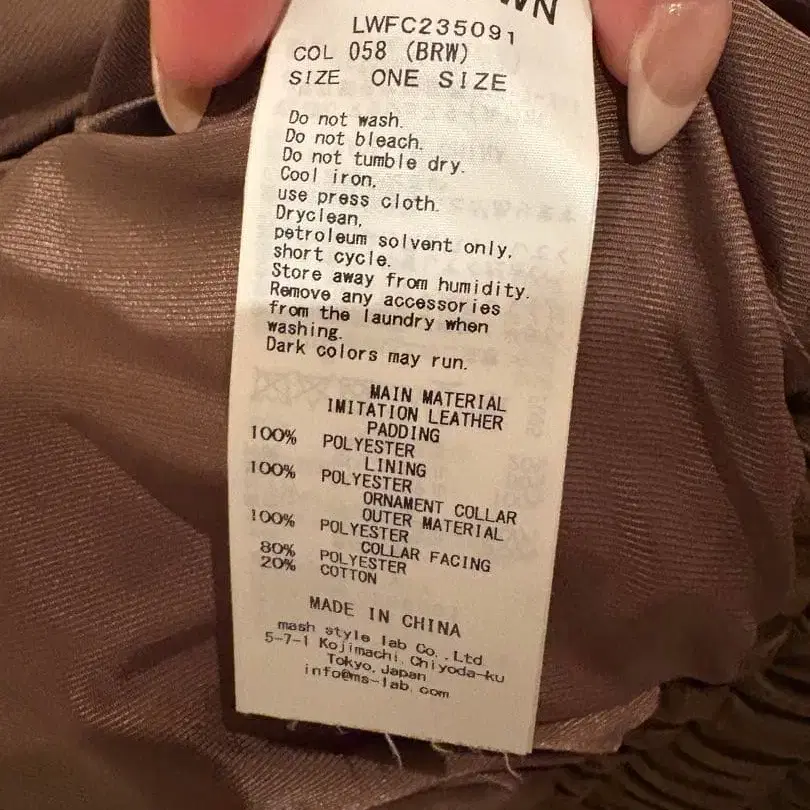 WN
LWFC235091
COL 058 (BRW)
SIZE ONE SIZE
Do not wash.
Do not bleach.
Do not tumble dry.
Cool iron,
use press cloth.
Dryclean,
petroleum solvent only,
short cycle.
Store away from humidity.
Remove any accessories
from the laundry when
washing.
Dark colors may run.
MAIN MATERIAL
IMITATION LEATHER
PADDING
100% POLYESTER
LINING
100% POLYESTER
ORNAMENT COLLAR
OUTER MATERIAL
100% POLYESTER
COLLAR FACING
80% POLYESTER
20% COTTON
MADE IN CHINA
mash style lab Co.,Ltd
5-7-1 Kojimachi Chiyoda-ku
Tokyo, Japan
info@ms-lab.com